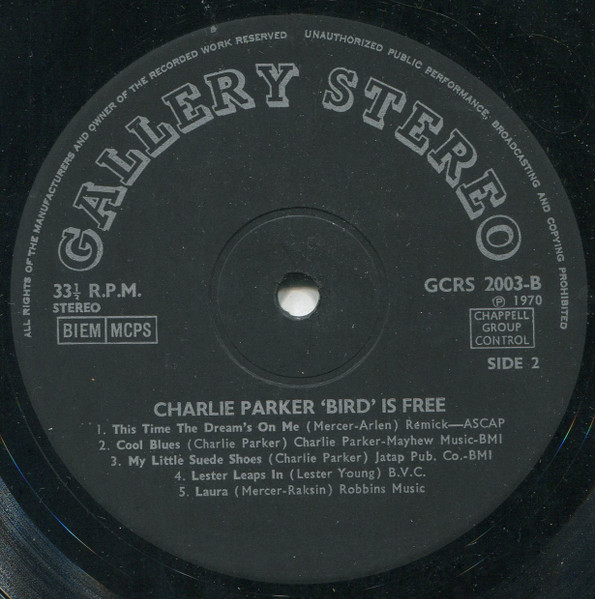 ALL RIGHTS OF THE MANUFACTURERS AND OWNER OF THE RECORDED WORK RESERVED UNAUTHORIZED PUBLIC PERFORMANCE, BROADCASTING AND COPYING PROHIBITED
GALLERY STEREO
33⅓ R.P.M.
STEREO
BIEM MCPS
GCRS 2003-B
Ⓟ 1970
CHAPPELL
GROUP
CONTROL
SIDE 2
CHARLIE PARKER ‘BIRD’ IS FREE
1. This Time The Dream's On Me (Mercer-Arlen) Remick—ASCAP
2. Cool Blues (Charlie Parker) Charlie Parker-Mayhew Music-BMI
3. My Little Suede Shoes (Charlie Parker) Jatap Pub. Co.-BMI
4. Lester Leaps In (Lester Young) B.V.C.
5. Laura (Mercer-Raksin) Robbins Music